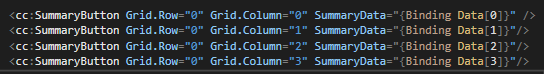 <cc:SummaryButton Grid.Row="0" Grid.Column="0" SummaryData="{Binding Data[0]}" />
<cc:SummaryButton Grid.Row="0" Grid.Column="1" SummaryData="{Binding Data[1]}"/>
<cc:SummaryButton Grid.Row="0" Grid.Column="2" SummaryData="{Binding Data[2]}"/>
<cc:SummaryButton Grid.Row="0" Grid.Column="3" SummaryData="{Binding Data[3]}"/>